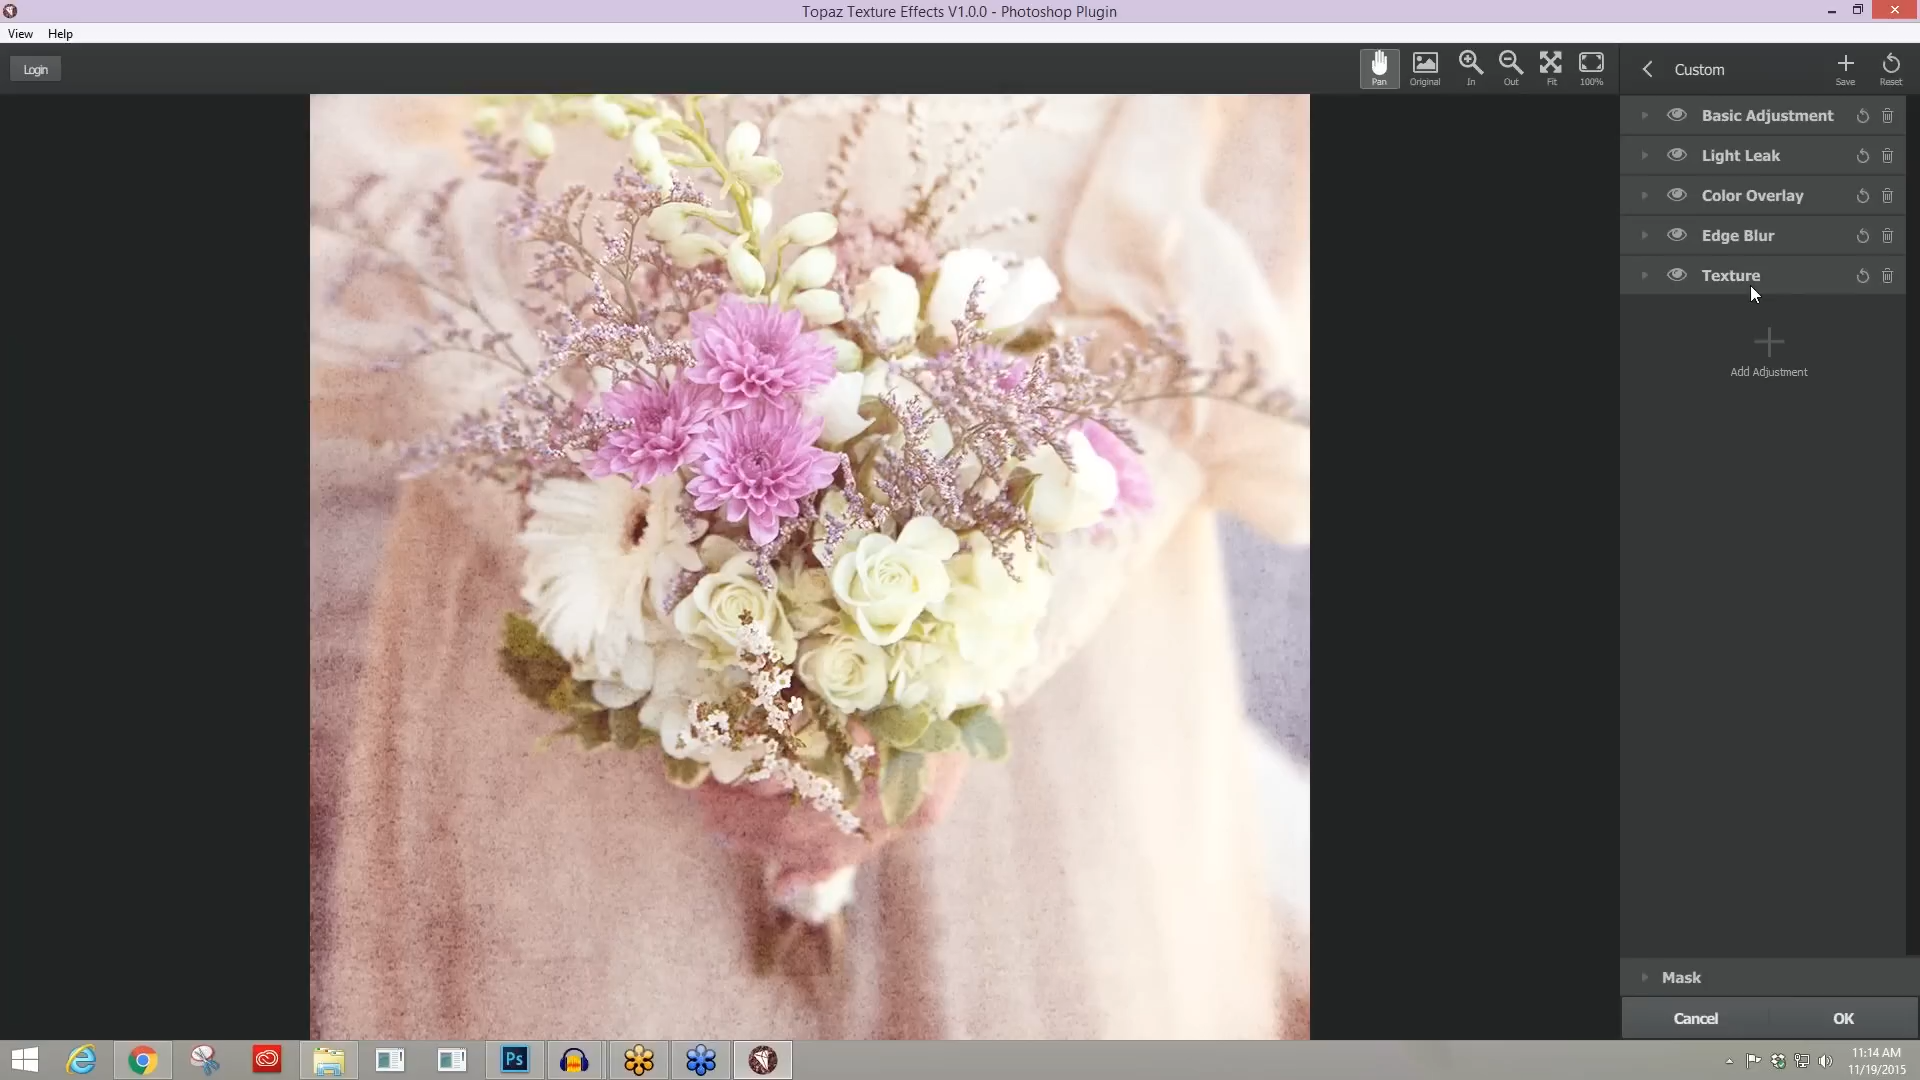 Topaz Texture Effects V1.0.0 - Photoshop Plugin
View Help
Login
Pan Original In Out Fit 100%
Custom
Save Reset
Basic Adjustment
Light Leak
Color Overlay
Edge Blur
Texture
Add Adjustment
Mask
Cancel OK
Ps
11:14 AM
11/19/2015